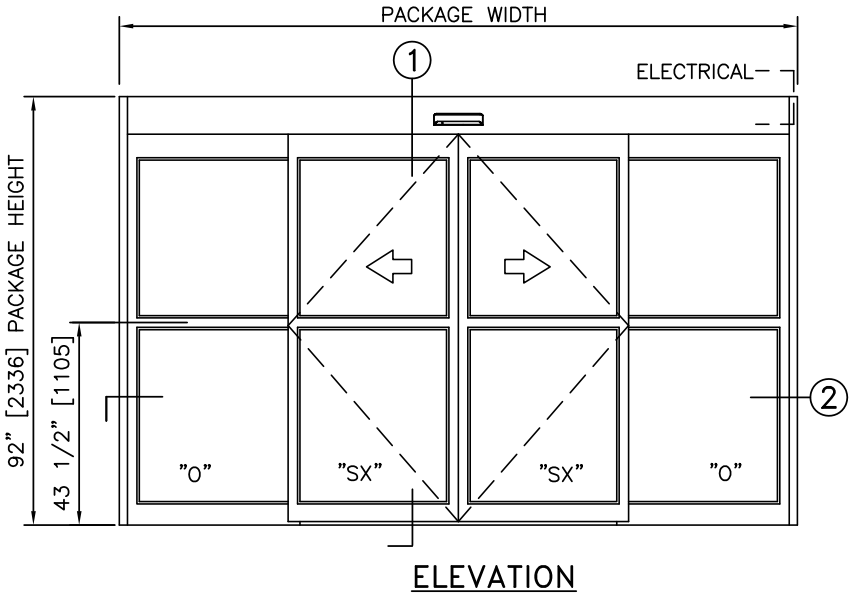 PACKAGE WIDTH
1
ELECTRICAL
92" [2336] PACKAGE HEIGHT
43 1/2" [1105]
2
"O"
"SX"
"SX"
"O"
ELEVATION